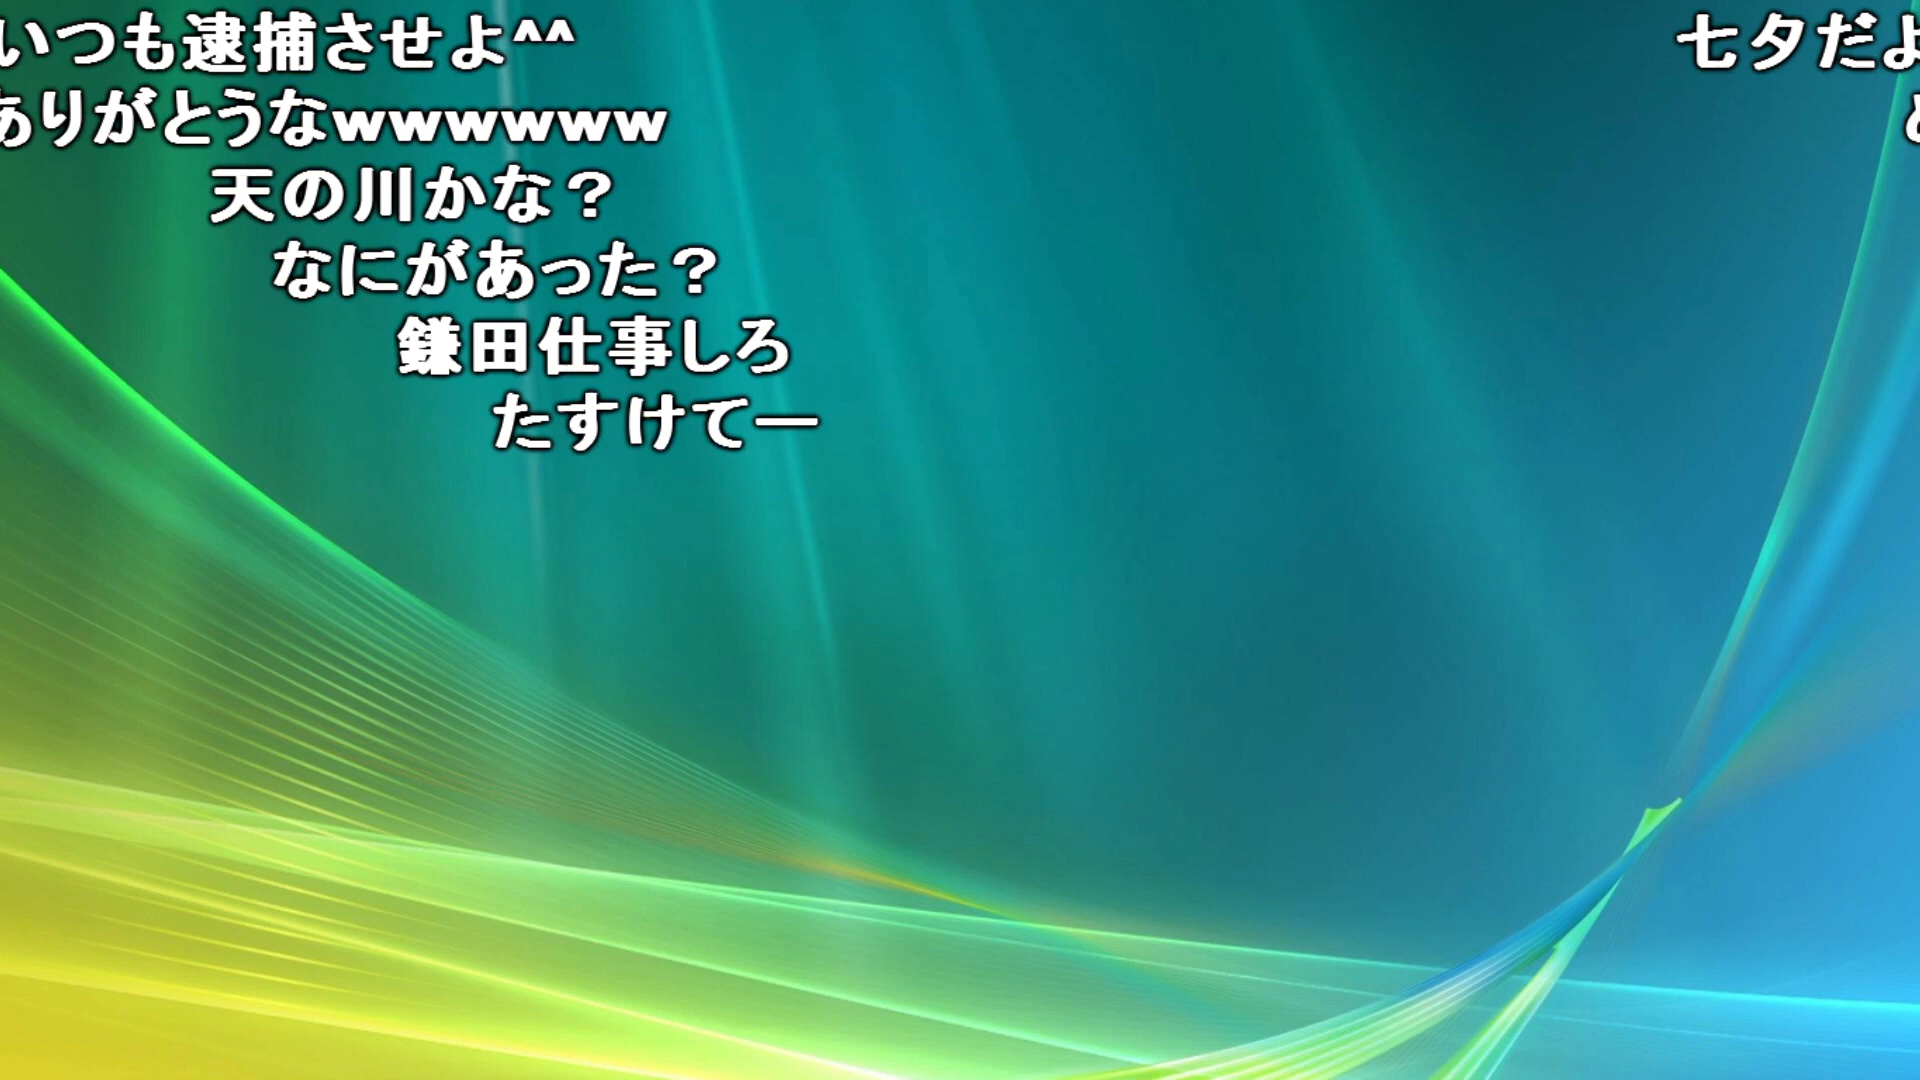 いつも逮捕させよ^^
七夕だよ
ありがとうなwwwwwww
天の川かな？
なにがあった？
鎌田仕事しろ
たすけてー